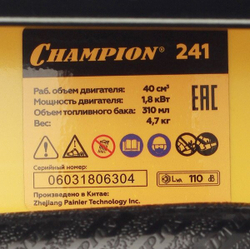 CHAMPION® 241
Раб. объем двигателя: 40 см³
Мощность двигателя: 1,8 кВт
Объем топливного бака: 310 мл
Вес: 4,7 кг
EAC
Серийный номер:
06031806304
LWA 110 dB
Произведено в Китае:
Zhejiang Painier Technology Inc.